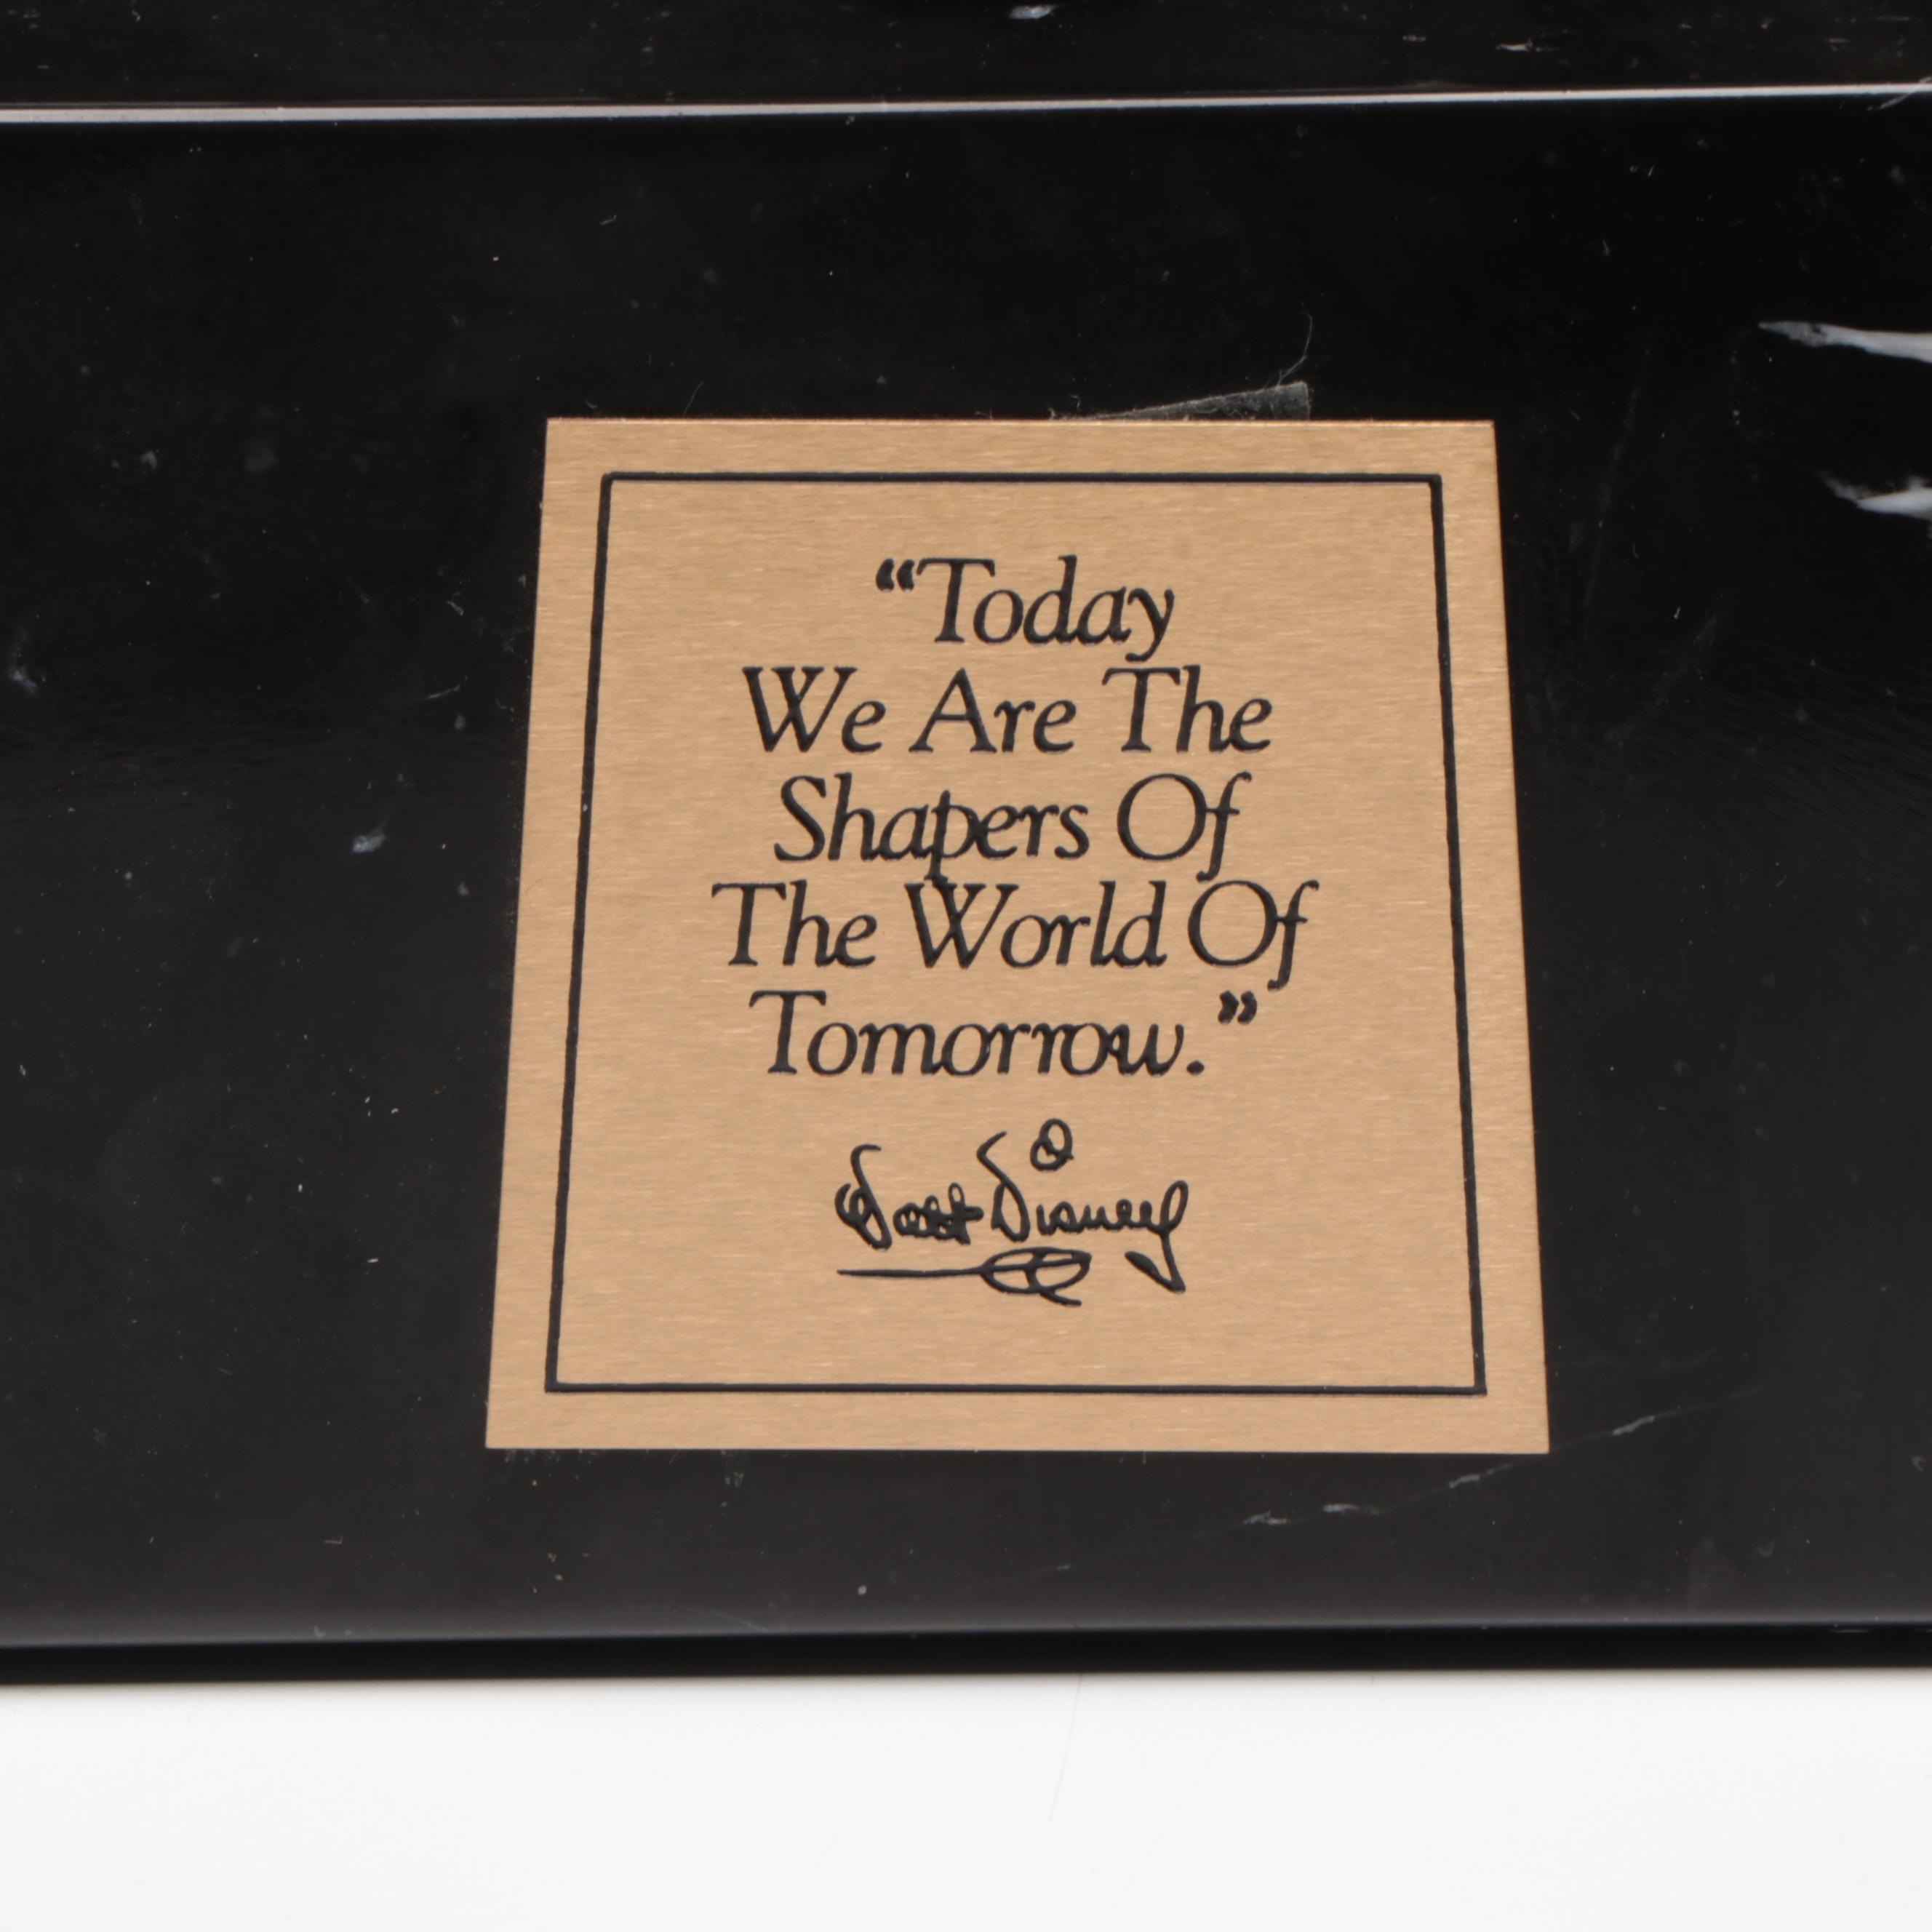 “Today
We Are The
Shapers Of
The World Of
Tomorrow.”
Walt Disney